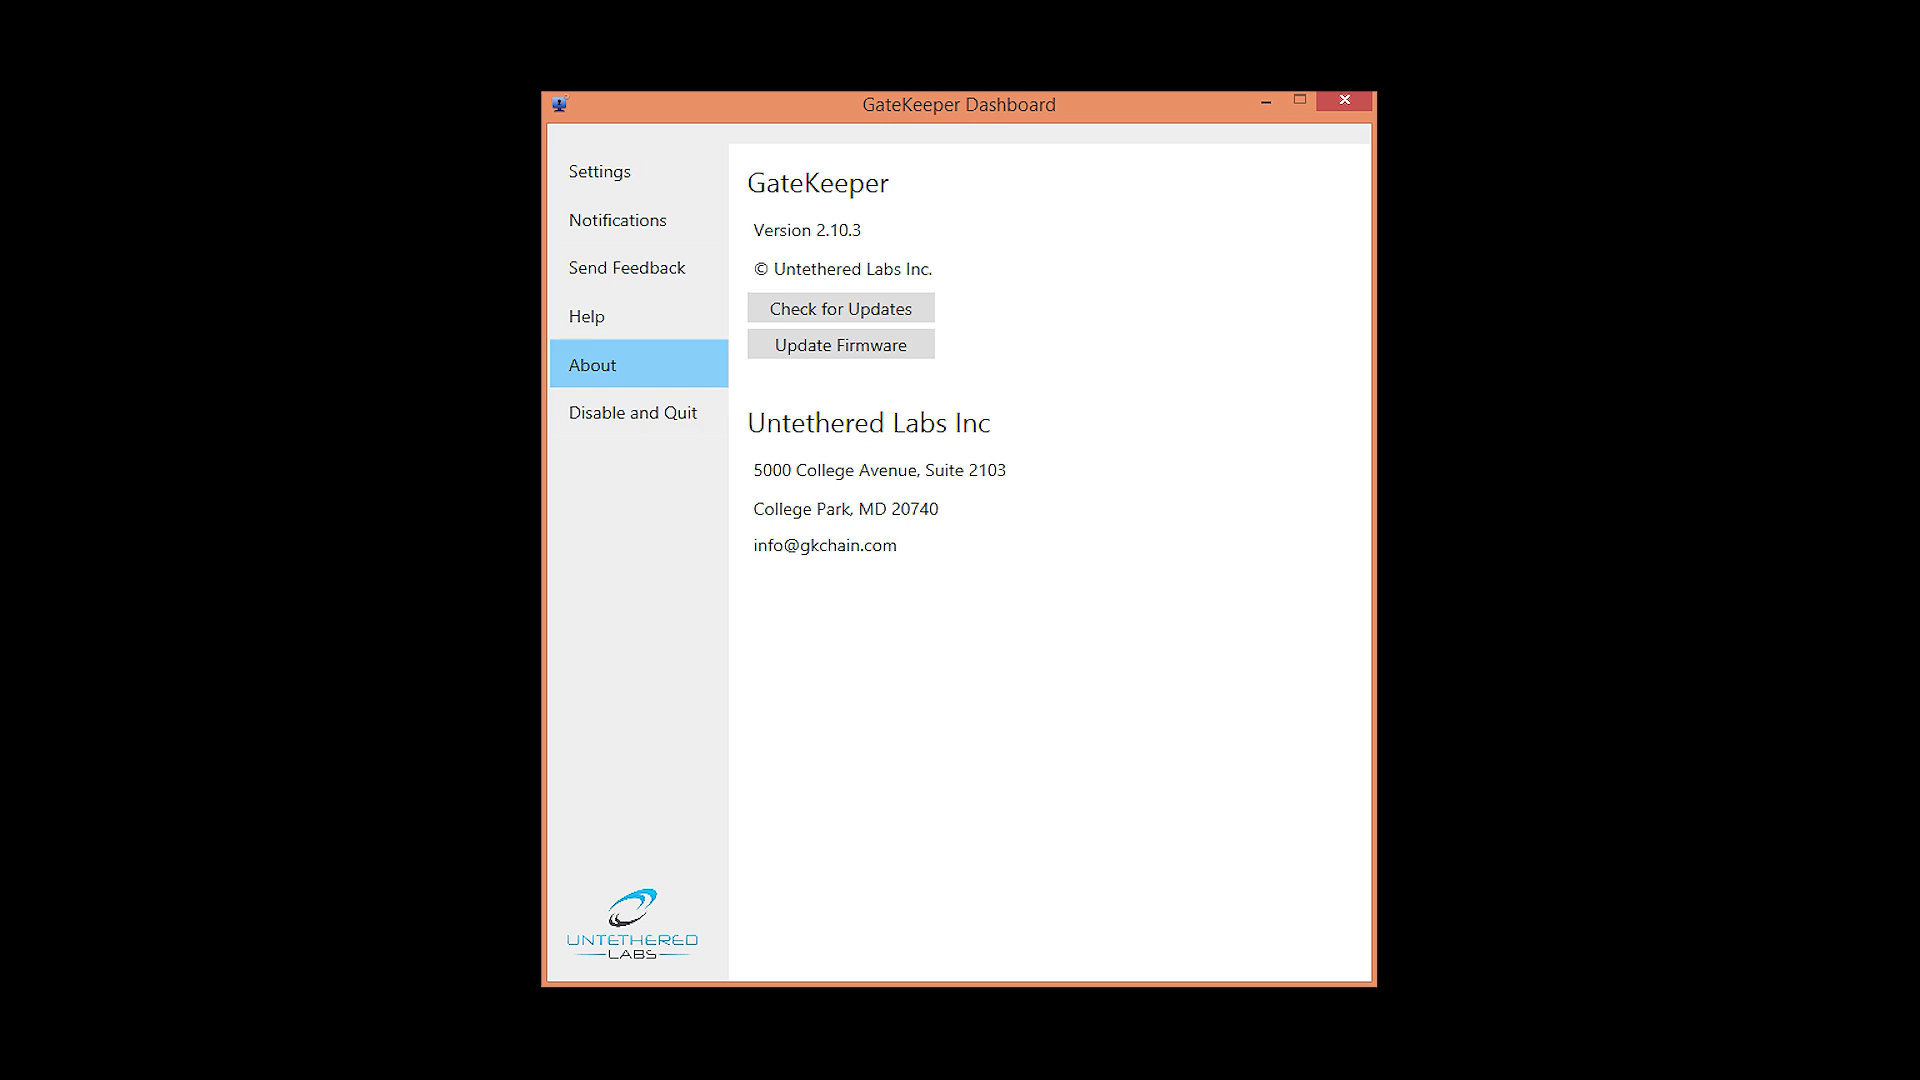 GateKeeper Dashboard
Settings
Notifications
Send Feedback
Help
About
Disable and Quit
GateKeeper
Version 2.10.3
© Untethered Labs Inc.
Check for Updates
Update Firmware
Untethered Labs Inc
5000 College Avenue, Suite 2103
College Park, MD 20740
info@gkchain.com
UNTETHERED
LABS